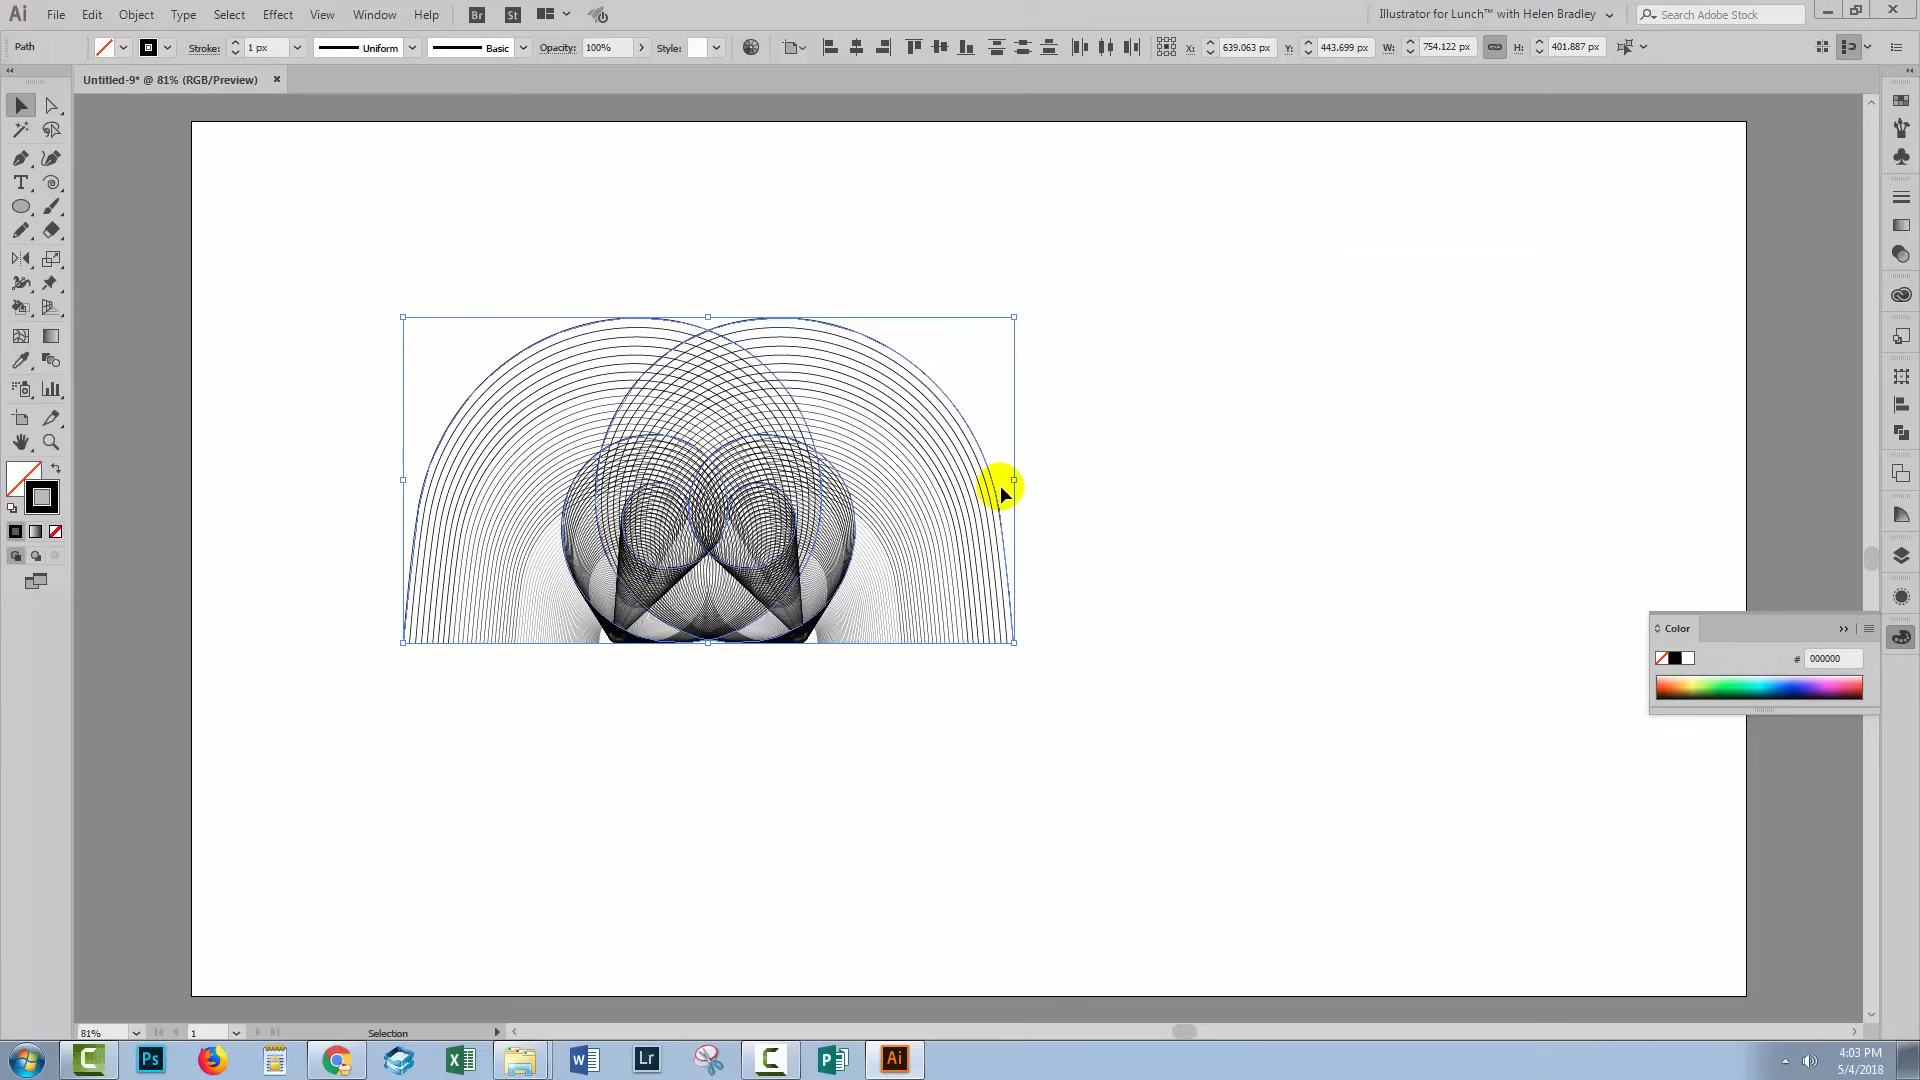 Ai File Edit Object Type Select Effect View Window Help Br St Illustrator for Lunch™ with Helen Bradley Search Adobe Stock
Path Stroke: 1 px Uniform Basic Opacity: 100% Style: X: 639.063 px Y: 443.699 px W: 754.122 px H: 401.887 px
Untitled-9* @ 81% (RGB/Preview) ×
T
Color
# 000000
81% 1 Selection
Ps Lr Ai
4:03 PM
5/4/2018